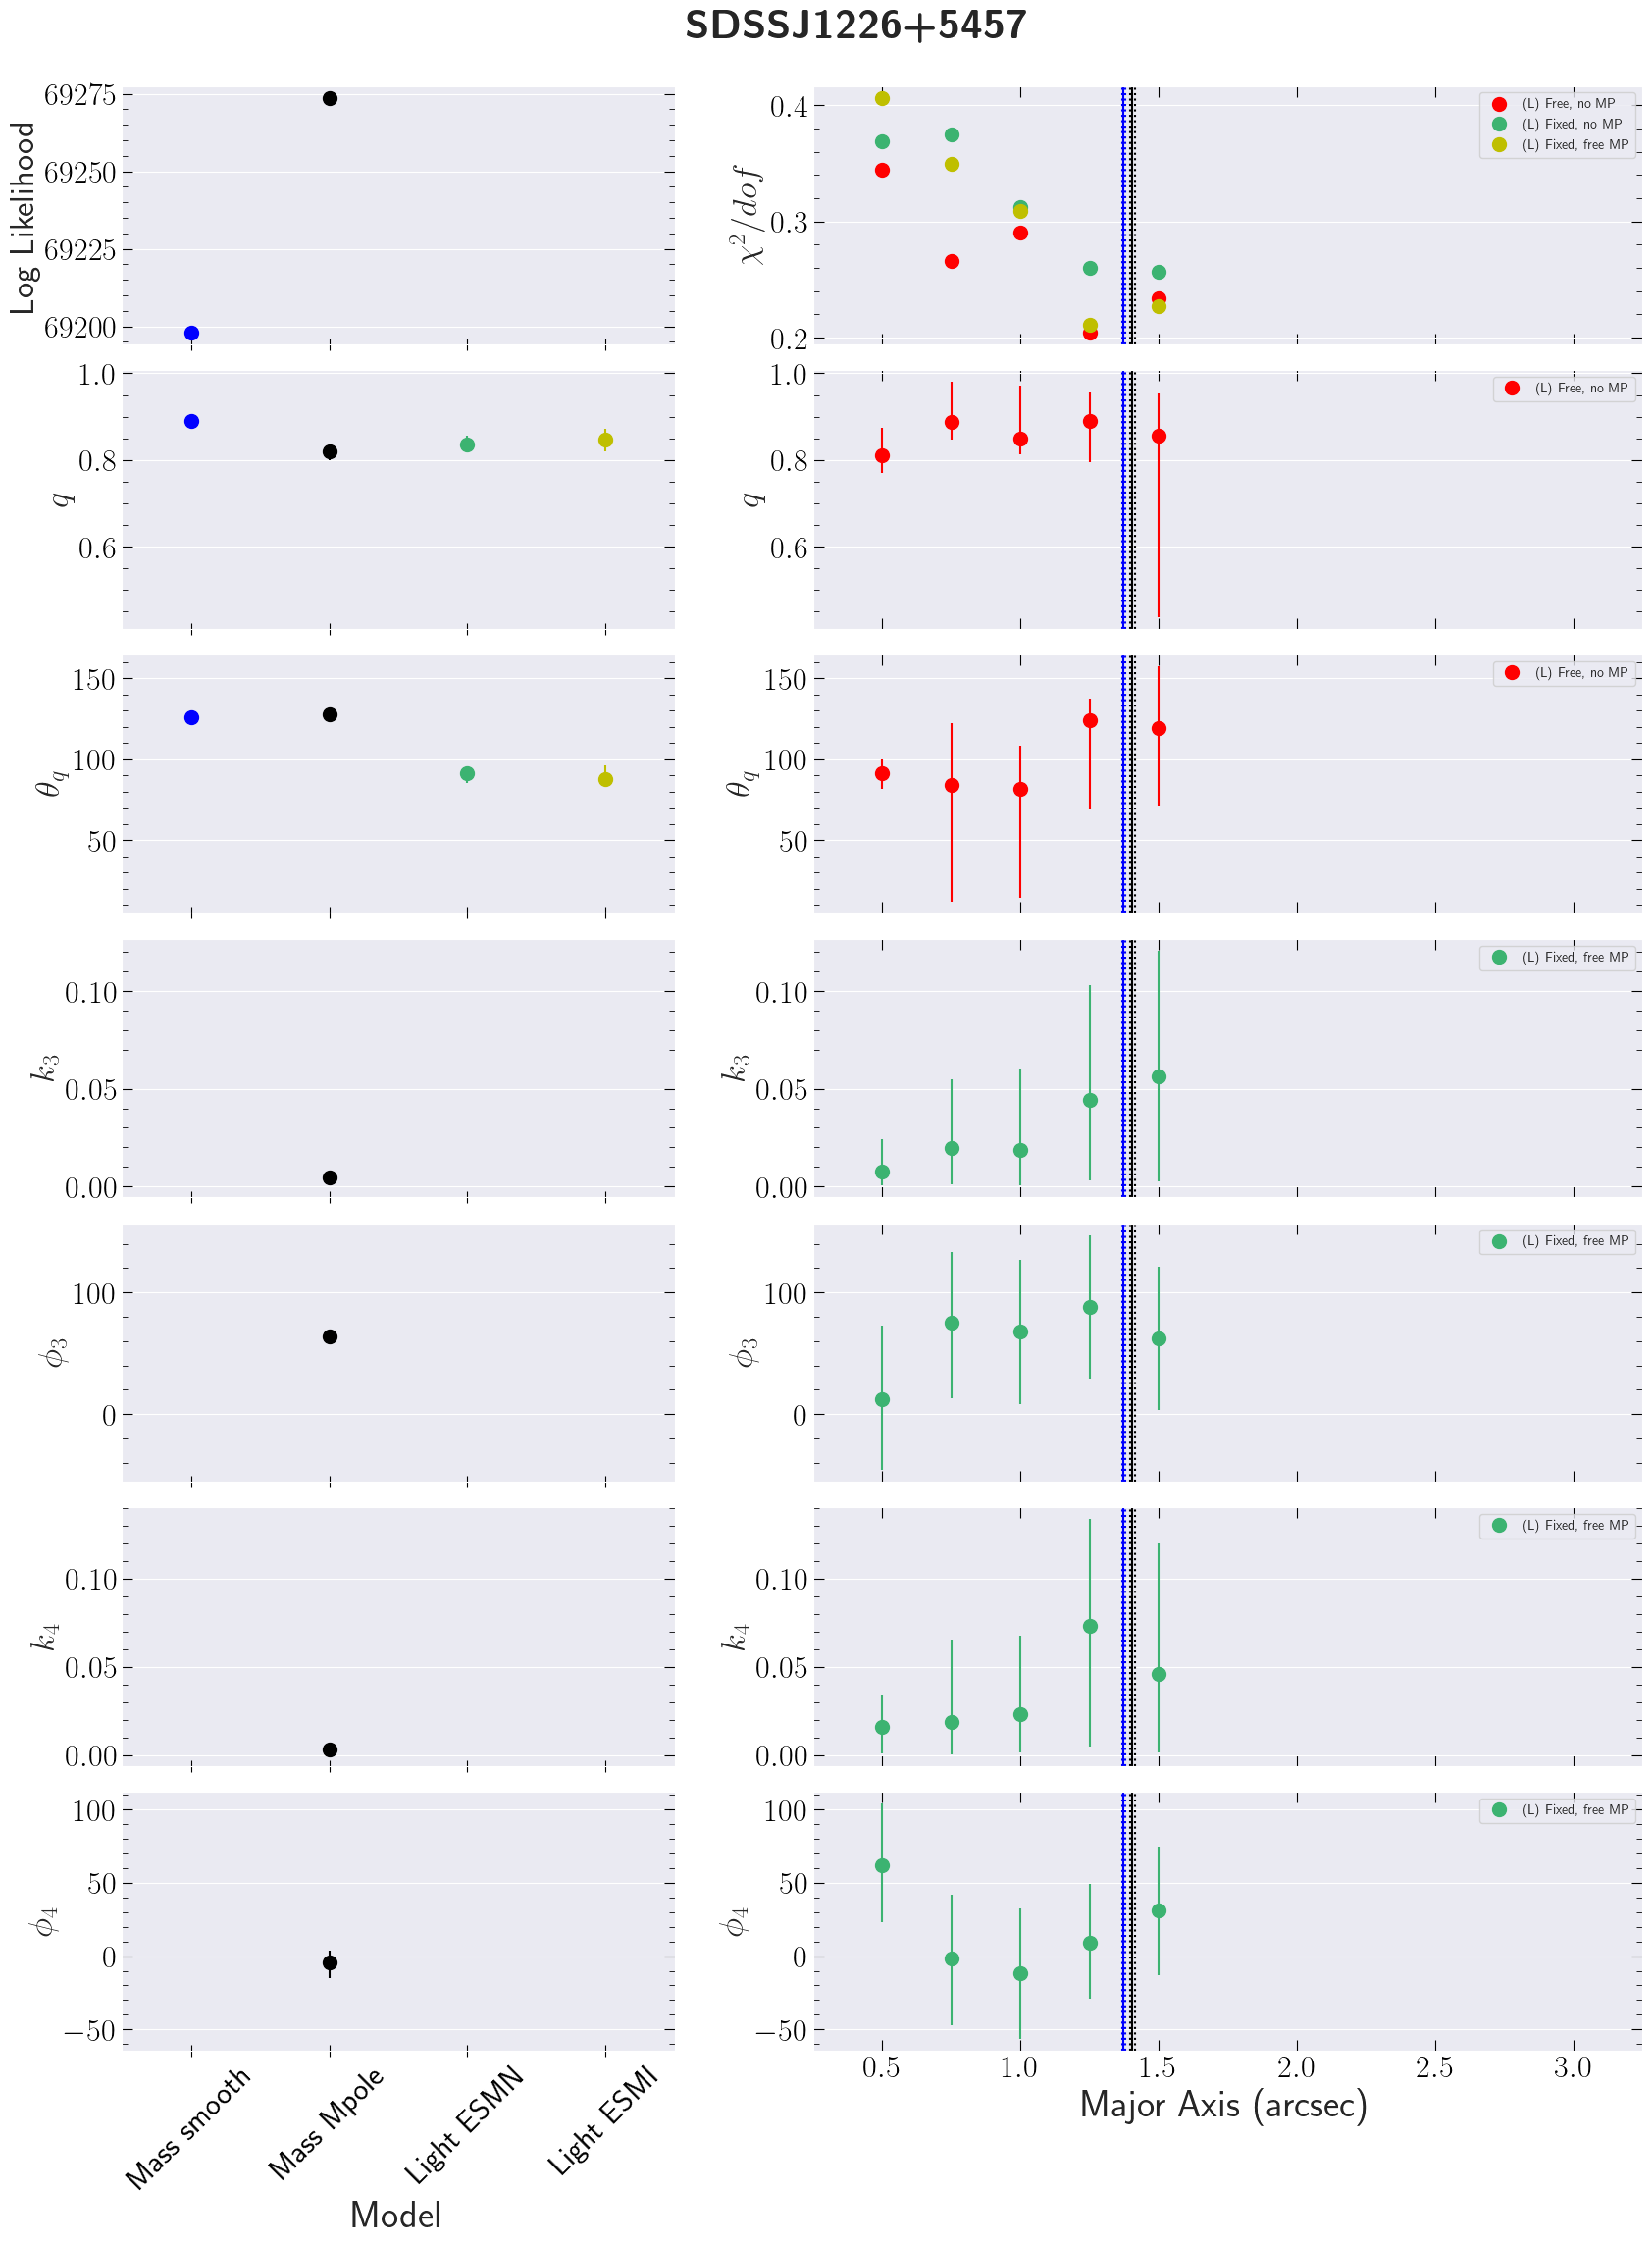 SDSSJ1226+5457
Log Likelihood
69275
69250
69225
69200
χ²/dof
0.4
0.3
0.2
(L) Free, no MP
(L) Fixed, no MP
(L) Fixed, free MP
q
1.0
0.8
0.6
q
1.0
0.8
0.6
(L) Free, no MP
θ_q
150
100
50
θ_q
150
100
50
(L) Free, no MP
k₃
0.10
0.05
0.00
k₃
0.10
0.05
0.00
(L) Fixed, free MP
ϕ₃
100
0
ϕ₃
100
0
(L) Fixed, free MP
k₄
0.10
0.05
0.00
k₄
0.10
0.05
0.00
(L) Fixed, free MP
ϕ₄
100
50
0
−50
ϕ₄
100
50
0
−50
(L) Fixed, free MP
Mass smooth
Mass Mpole
Light ESMN
Light ESMI
Model
0.5 1.0 1.5 2.0 2.5 3.0
Major Axis (arcsec)